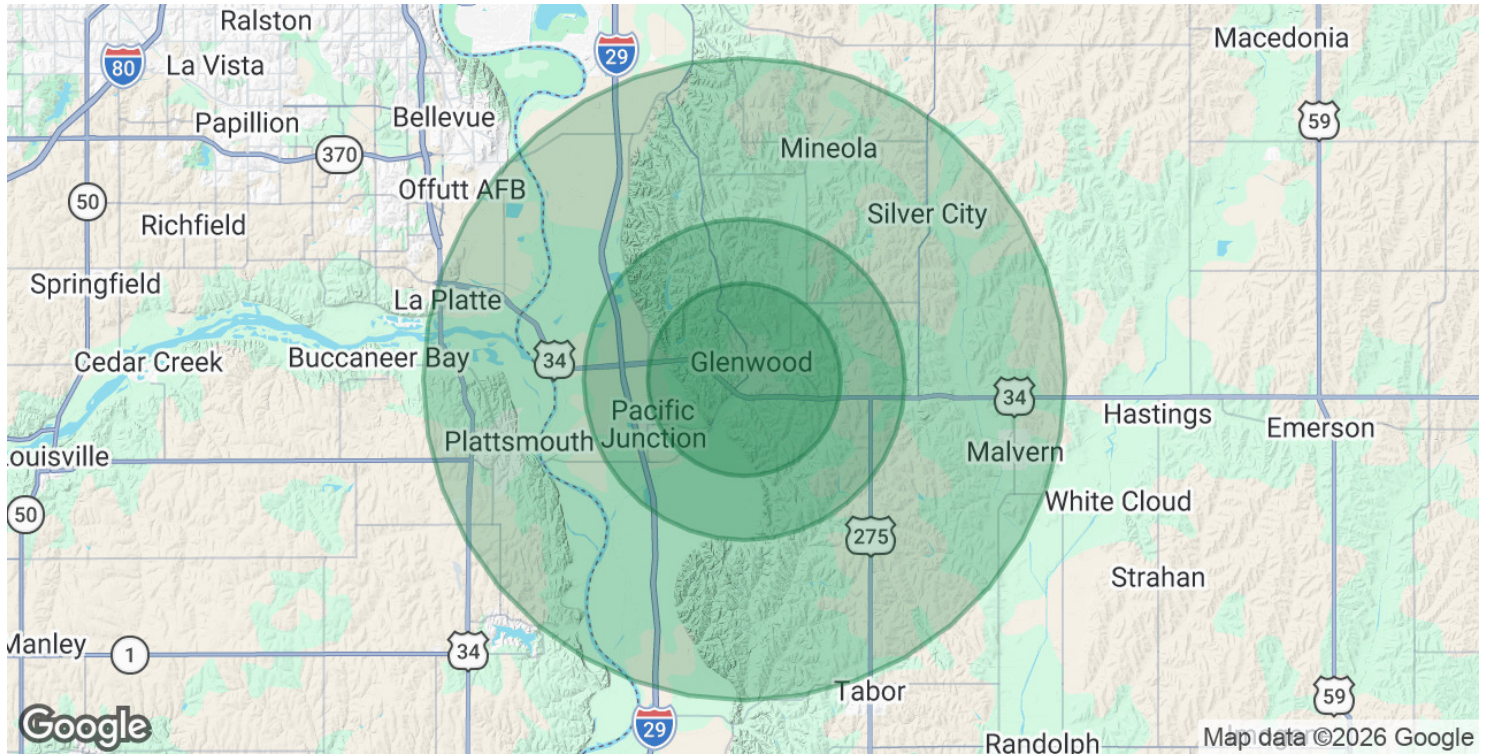 Ralston
Macedonia
29
80
La Vista
59
Papillion
Bellevue
370
Mineola
Offutt AFB
50
Silver City
Richfield
Springfield
La Platte
Cedar Creek
Buccaneer Bay
34
Glenwood
34
Pacific
Junction
Hastings
Emerson
Plattsmouth
Malvern
Louisville
50
White Cloud
275
Strahan
Manley
1
34
Tabor
59
29
Google
Randolph
Map data ©2026 Google